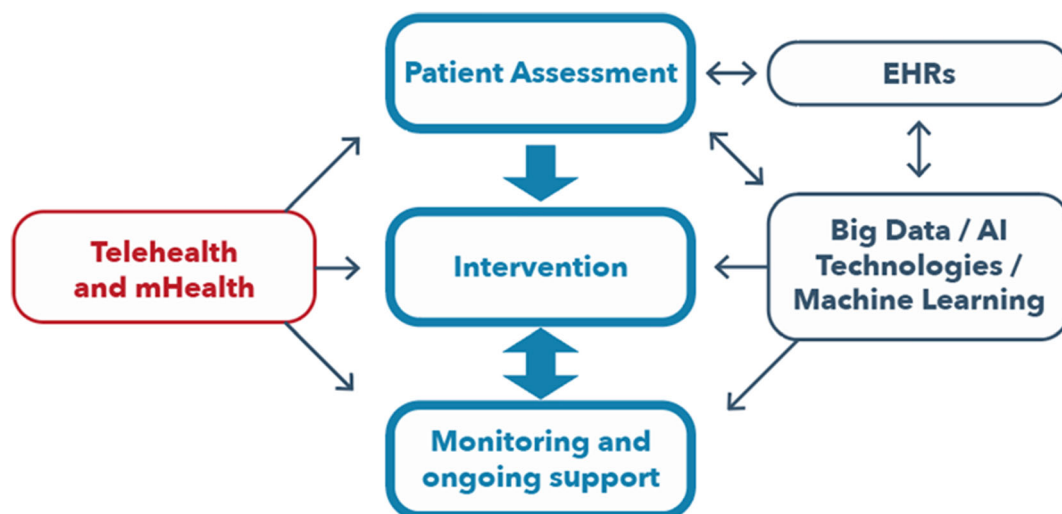 Patient Assessment
EHRs
Telehealth
and mHealth
Intervention
Big Data / AI
Technologies /
Machine Learning
Monitoring and
ongoing support